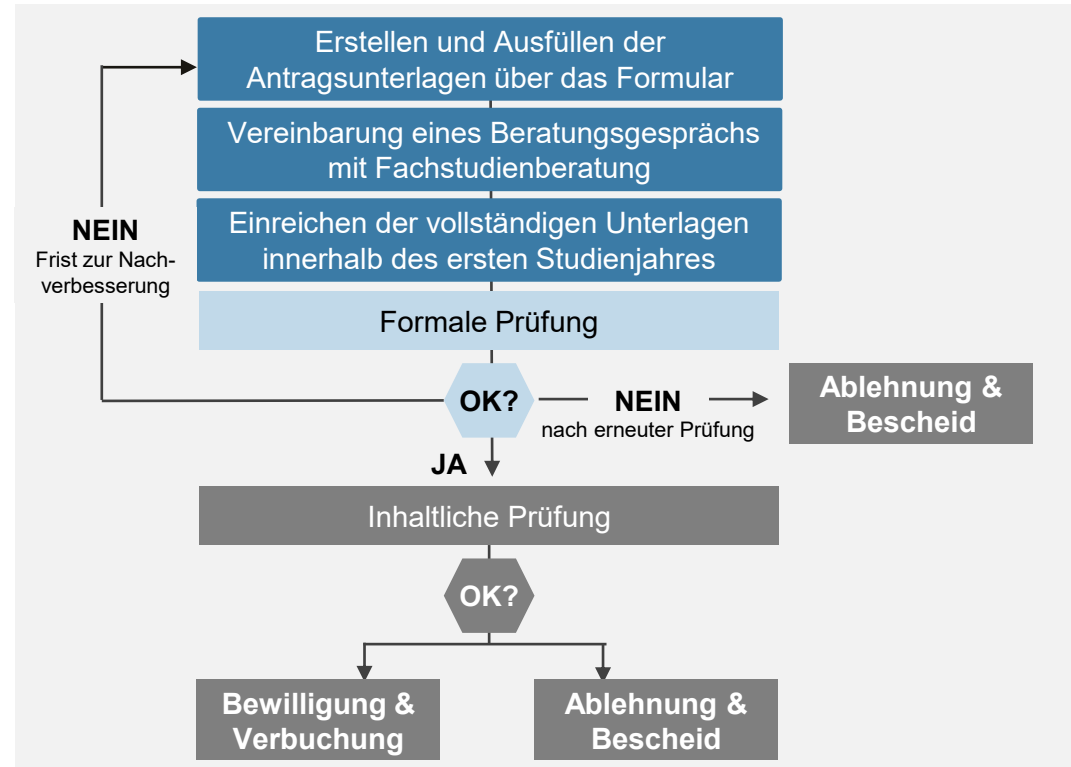 Erstellen und Ausfüllen der
Antragsunterlagen über das Formular
Vereinbarung eines Beratungsgesprächs
mit Fachstudienberatung
Einreichen der vollständigen Unterlagen
innerhalb des ersten Studienjahres
NEIN
Frist zur Nach-
verbesserung
Formale Prüfung
OK?
NEIN
nach erneuter Prüfung
Ablehnung &
Bescheid
JA
Inhaltliche Prüfung
OK?
Bewilligung &
Verbuchung
Ablehnung &
Bescheid